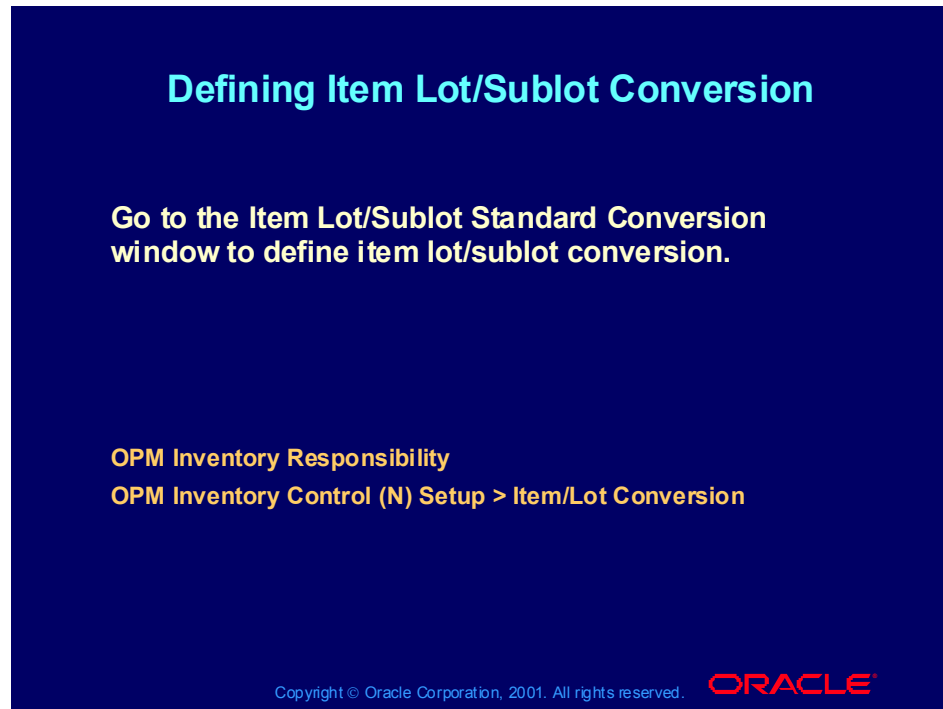 Defining Item Lot/Sublot Conversion
Go to the Item Lot/Sublot Standard Conversion
window to define item lot/sublot conversion.
OPM Inventory Responsibility
OPM Inventory Control (N) Setup > Item/Lot Conversion
Copyright © Oracle Corporation, 2001. All rights reserved.
ORACLE